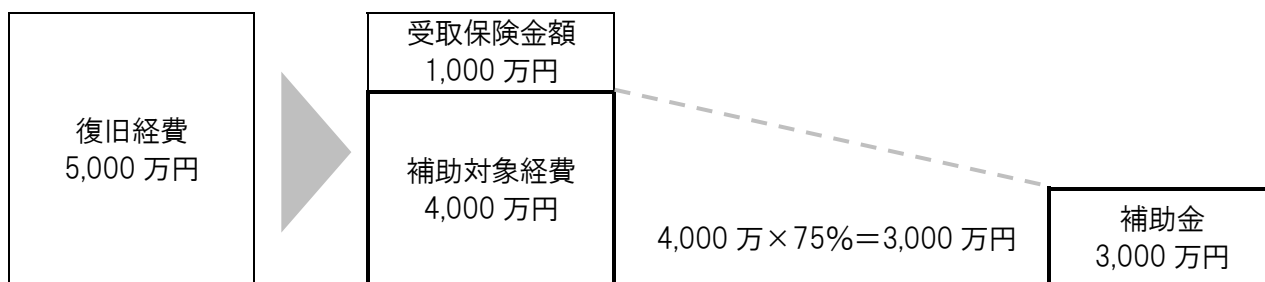 復旧経費
5,000 万円
受取保険金額
1,000 万円
補助対象経費
4,000 万円
4,000 万×75%＝3,000 万円
補助金
3,000 万円